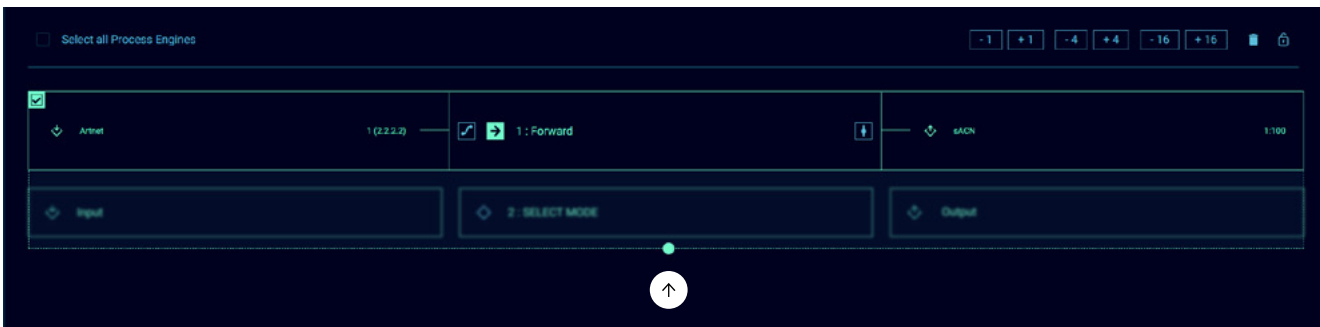 Select all Process Engines - 1 + 1 - 4 + 4 - 16 + 16
Artnet 1 (2.2.2.2) 1 : Forward sACN 1:100
Input 2 : SELECT MODE Output